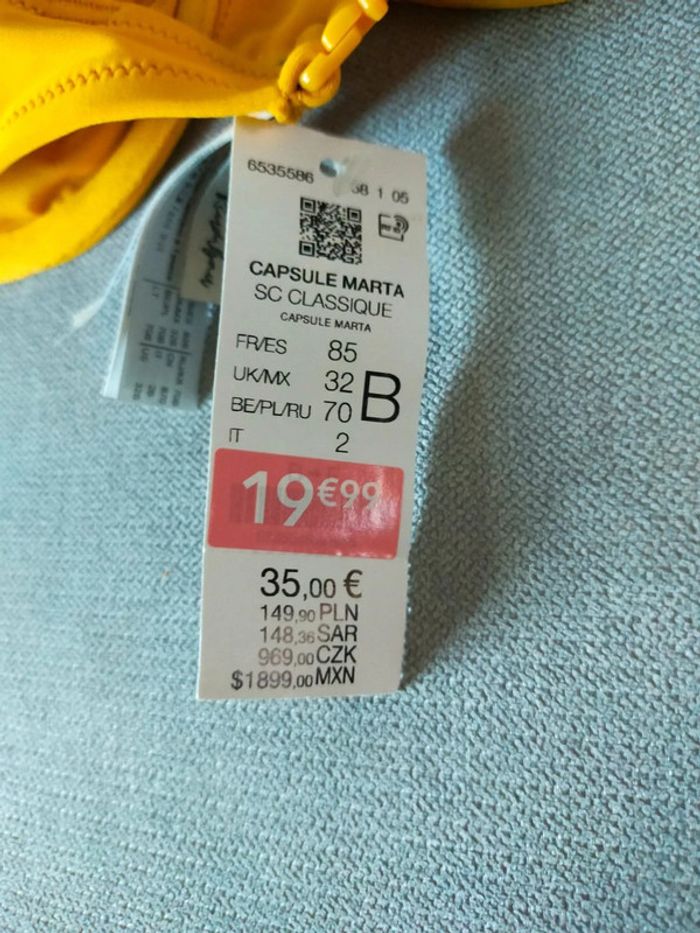 6535586 38 1 05
CAPSULE MARTA
SC CLASSIQUE
CAPSULE MARTA
FR/ES 85
UK/MX 32 B
BE/PL/RU 70
IT 2
19€99
35,00 €
149,90 PLN
148,36 SAR
969,00 CZK
$1899,00 MXN